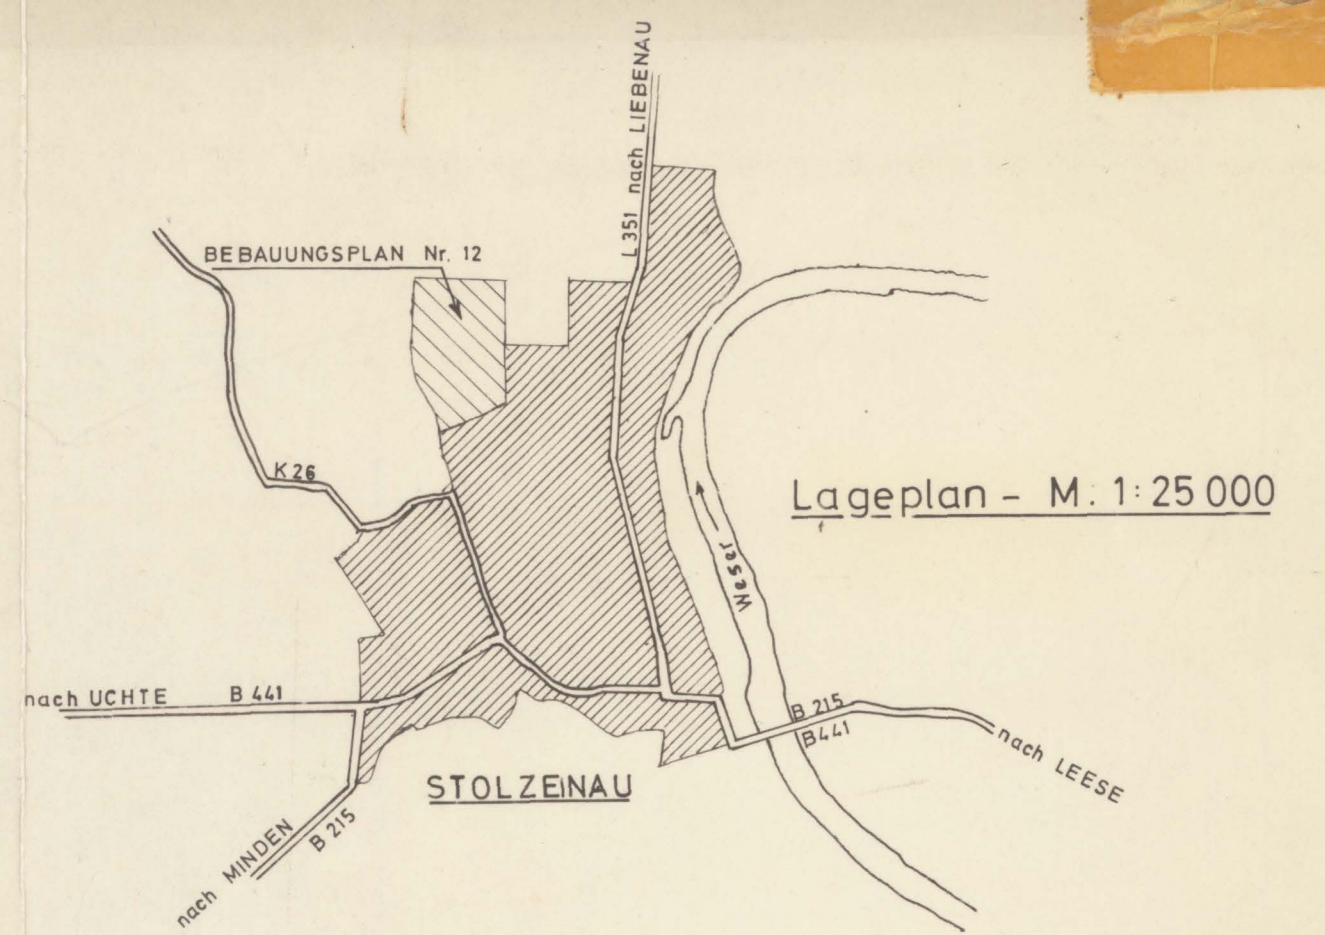 L 351 nach LIEBENAU
BEBAUUNGSPLAN Nr. 12
K 26
Lageplan - M. 1:25 000
Weser
nach UCHTE B 441
B 215
B441
nach LEESE
STOLZEINAU
nach MINDEN
B 215